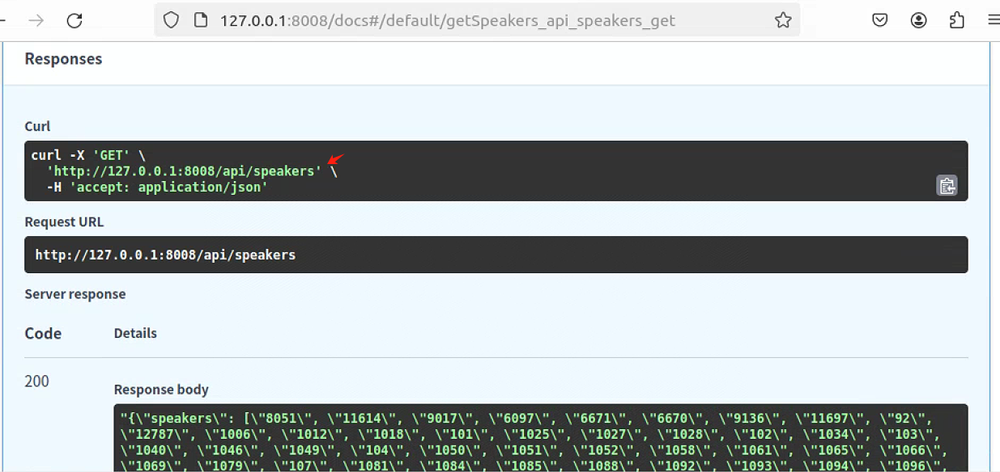 127.0.0.1:8008/docs#/default/getSpeakers_api_speakers_get
Responses
Curl
curl -X 'GET' \
'http://127.0.0.1:8008/api/speakers' \
-H 'accept: application/json'
Request URL
http://127.0.0.1:8008/api/speakers
Server response
Code Details
200
Response body
"{\"speakers\": [\"8051\", \"11614\", \"9017\", \"6097\", \"6671\", \"6670\", \"9136\", \"11697\", \"92\",
\"12787\", \"1006\", \"1012\", \"1018\", \"101\", \"1025\", \"1027\", \"1028\", \"102\", \"1034\", \"103\",
\"1040\", \"1046\", \"1049\", \"104\", \"1050\", \"1051\", \"1052\", \"1058\", \"1061\", \"1065\", \"1066\",
\"1069\", \"1079\", \"107\", \"1081\", \"1084\", \"1085\", \"1088\", \"1092\", \"1093\", \"1094\", \"1096\",